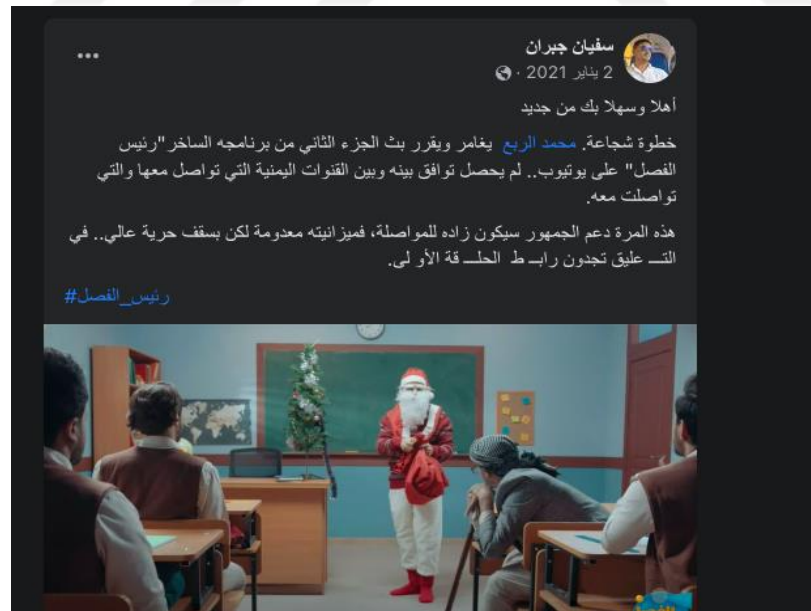 سفيان جبران
2 يناير 2021 ·
أهلا وسهلا بك من جديد
خطوة شجاعة. محمد الربع يغامر ويقرر بث الجزء الثاني من برنامجه الساخر"رئيس
الفصل" على يوتيوب.. لم يحصل توافق بينه وبين القنوات اليمنية التي تواصل معها والتي
تواصلت معه.
هذه المرة دعم الجمهور سيكون زاده للمواصلة، فميزانيته معدومة لكن بسقف حرية عالي.. في
التـــ عليق تجدون رابــ ط الحلــ قة الأو لى.
#رئيس_الفصل